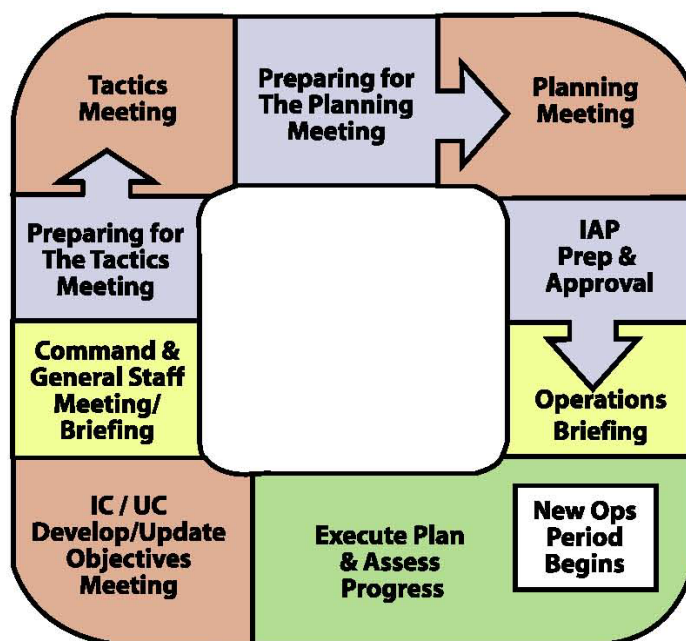 Tactics
Meeting
Preparing for
The Planning
Meeting
Planning
Meeting
Preparing for
The Tactics
Meeting
IAP
Prep &
Approval
Command &
General Staff
Meeting/
Briefing
Operations
Briefing
IC / UC
Develop/Update
Objectives
Meeting
Execute Plan
& Assess
Progress
New Ops
Period
Begins